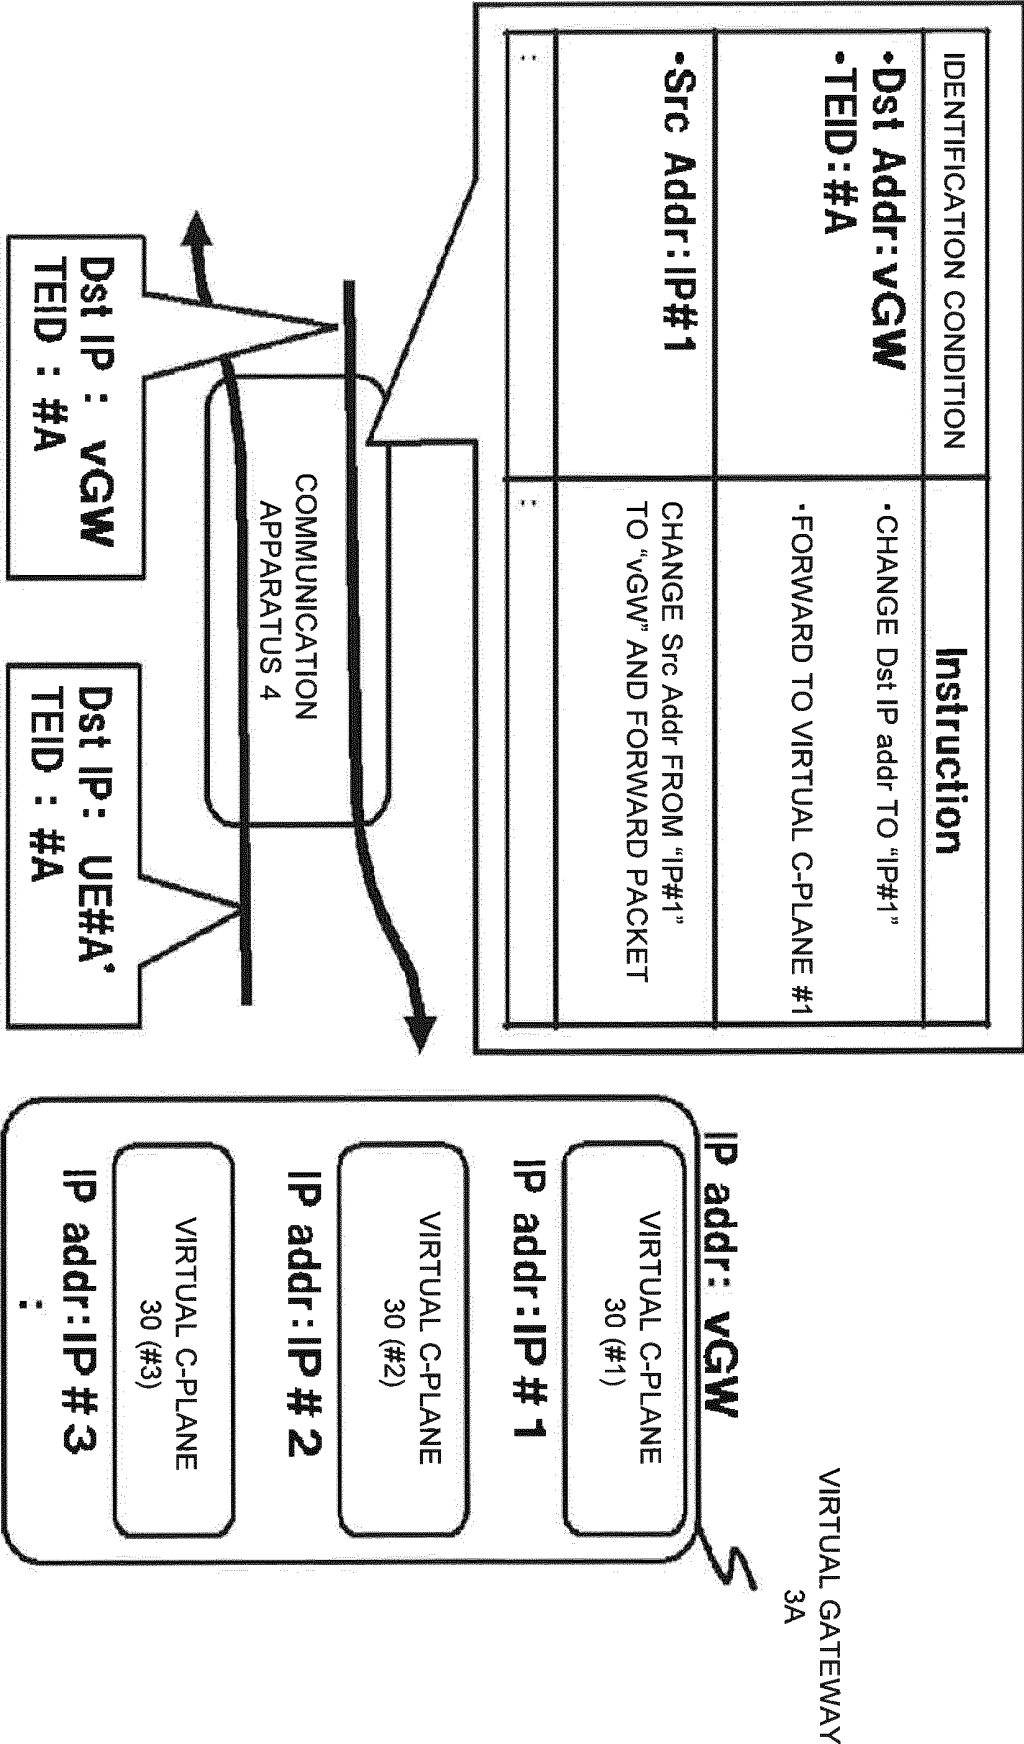 IDENTIFICATION CONDITION
Instruction
•Dst Addr:vGW
•TEID:#A
•CHANGE Dst IP addr TO “IP#1”
•FORWARD TO VIRTUAL C-PLANE #1
•Src Addr:IP#1
CHANGE Src Addr FROM “IP#1”
TO “vGW” AND FORWARD PACKET
:
:
COMMUNICATION
APPARATUS 4
Dst IP : vGW
TEID : #A
Dst IP: UE#A’
TEID : #A
VIRTUAL GATEWAY
3A
IP addr: vGW
VIRTUAL C-PLANE
30 (#1)
IP addr:IP#1
VIRTUAL C-PLANE
30 (#2)
IP addr:IP#2
VIRTUAL C-PLANE
30 (#3)
IP addr:IP#3
: